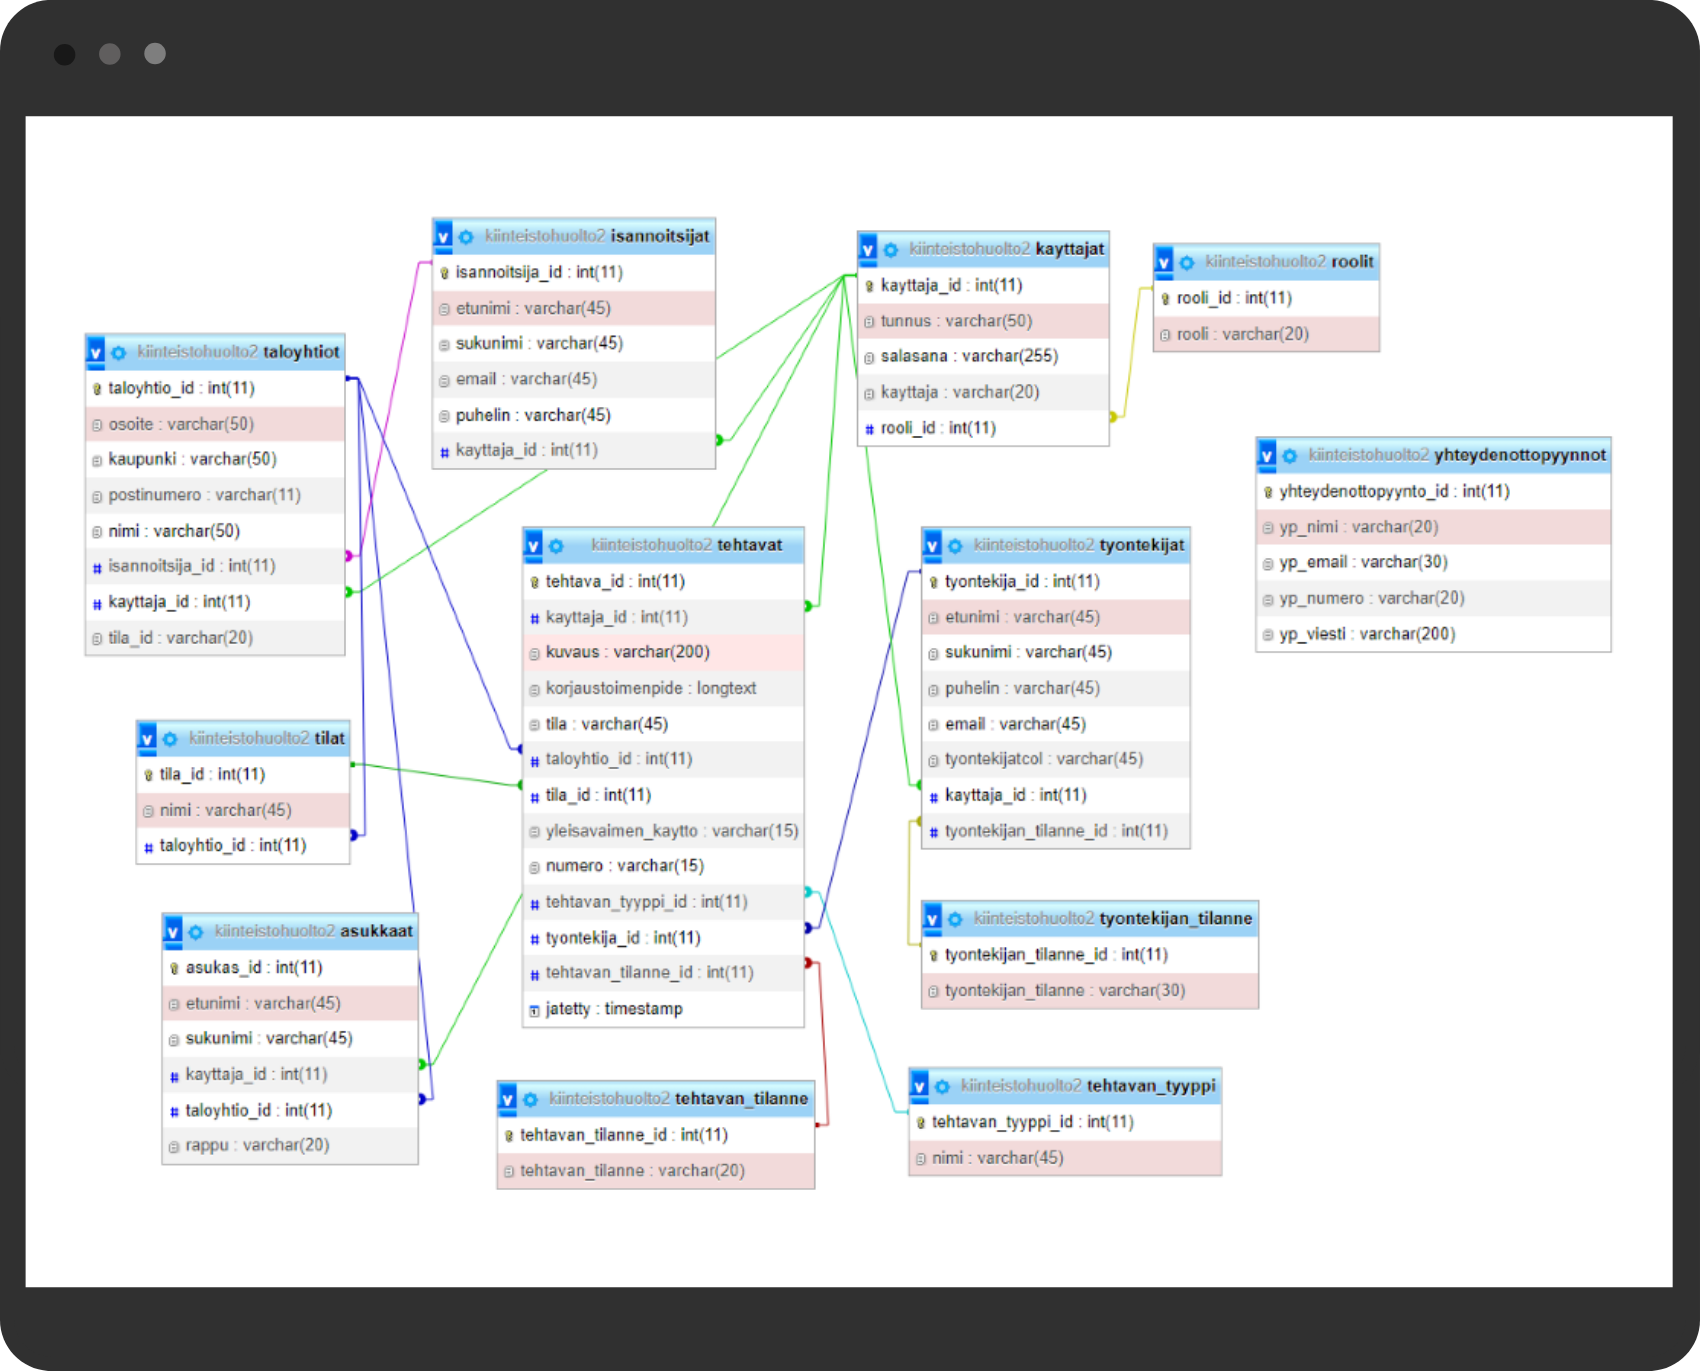 kiinteistohuolto2 isannoitsijat
isannoitsija_id : int(11)
etunimi : varchar(45)
sukunimi : varchar(45)
email : varchar(45)
puhelin : varchar(45)
kayttaja_id : int(11)
kiinteistohuolto2 kayttajat
kayttaja_id : int(11)
tunnus : varchar(50)
salasana : varchar(255)
kayttaja : varchar(20)
rooli_id : int(11)
kiinteistohuolto2 roolit
rooli_id : int(11)
rooli : varchar(20)
kiinteistohuolto2 taloyhtiot
taloyhtio_id : int(11)
osoite : varchar(50)
kaupunki : varchar(50)
postinumero : varchar(11)
nimi : varchar(50)
isannoitsija_id : int(11)
kayttaja_id : int(11)
tila_id : varchar(20)
kiinteistohuolto2 yhteydenottopyynnot
yhteydenottopyynto_id : int(11)
yp_nimi : varchar(20)
yp_email : varchar(30)
yp_numero : varchar(20)
yp_viesti : varchar(200)
kiinteistohuolto2 tehtavat
tehtava_id : int(11)
kayttaja_id : int(11)
kuvaus : varchar(200)
korjaustoimenpide : longtext
tila : varchar(45)
taloyhtio_id : int(11)
tila_id : int(11)
yleisavaimen_kaytto : varchar(15)
numero : varchar(15)
tehtavan_tyyppi_id : int(11)
tyontekija_id : int(11)
tehtavan_tilanne_id : int(11)
jatetty : timestamp
kiinteistohuolto2 tyontekijat
tyontekija_id : int(11)
etunimi : varchar(45)
sukunimi : varchar(45)
puhelin : varchar(45)
email : varchar(45)
tyontekijatcol : varchar(45)
kayttaja_id : int(11)
tyontekijan_tilanne_id : int(11)
kiinteistohuolto2 tilat
tila_id : int(11)
nimi : varchar(45)
taloyhtio_id : int(11)
kiinteistohuolto2 tyontekijan_tilanne
tyontekijan_tilanne_id : int(11)
tyontekijan_tilanne : varchar(30)
kiinteistohuolto2 asukkaat
asukas_id : int(11)
etunimi : varchar(45)
sukunimi : varchar(45)
kayttaja_id : int(11)
taloyhtio_id : int(11)
rappu : varchar(20)
kiinteistohuolto2 tehtavan_tilanne
tehtavan_tilanne_id : int(11)
tehtavan_tilanne : varchar(20)
kiinteistohuolto2 tehtavan_tyyppi
tehtavan_tyyppi_id : int(11)
nimi : varchar(45)